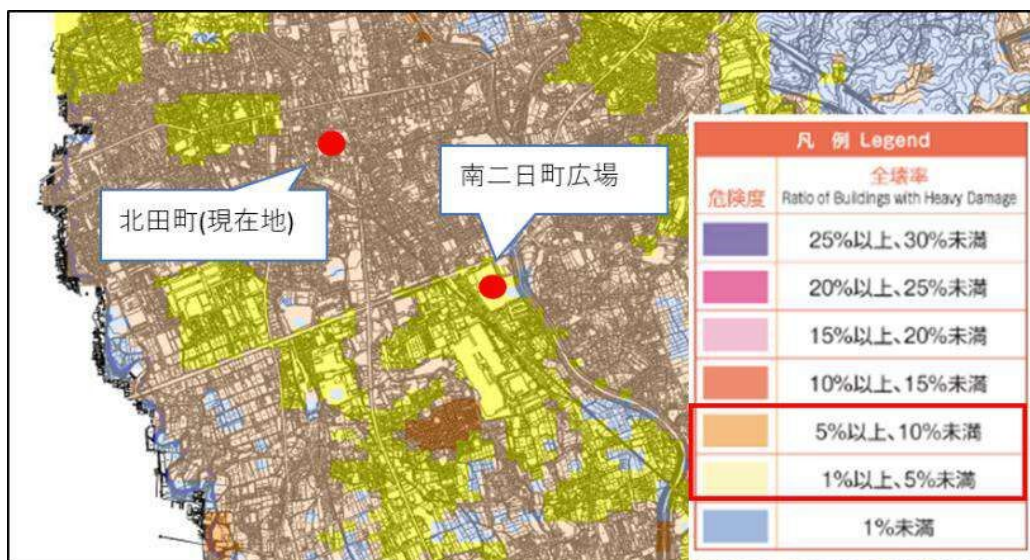 南二日町広場
北田町(現在地)
凡 例 Legend
危険度
全壊率
Ratio of Buildings with Heavy Damage
25%以上、30%未満
20%以上、25%未満
15%以上、20%未満
10%以上、15%未満
5%以上、10%未満
1%以上、5%未満
1%未満